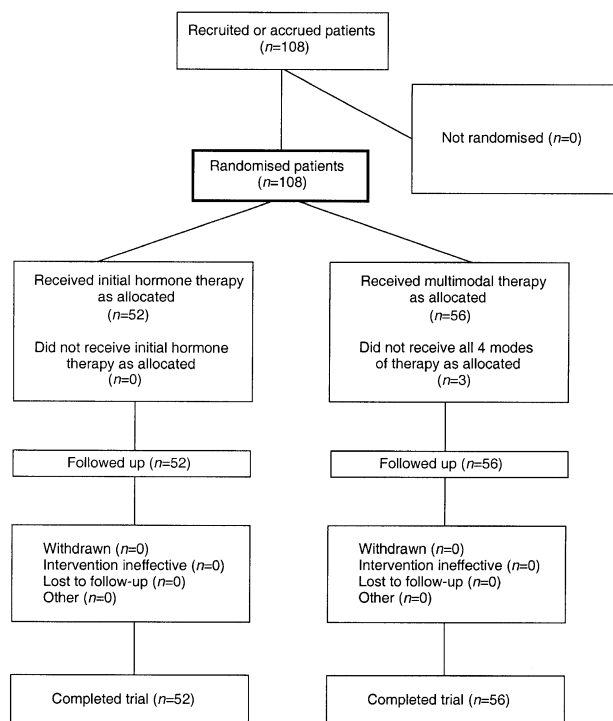 Recruited or accrued patients
(n=108)
Not randomised (n=0)
Randomised patients
(n=108)
Received initial hormone therapy
as allocated
(n=52)
Did not receive initial hormone
therapy as allocated
(n=0)
Received multimodal therapy
as allocated
(n=56)
Did not receive all 4 modes
of therapy as allocated
(n=3)
Followed up (n=52)
Followed up (n=56)
Withdrawn (n=0)
Intervention ineffective (n=0)
Lost to follow-up (n=0)
Other (n=0)
Withdrawn (n=0)
Intervention ineffective (n=0)
Lost to follow-up (n=0)
Other (n=0)
Completed trial (n=52)
Completed trial (n=56)